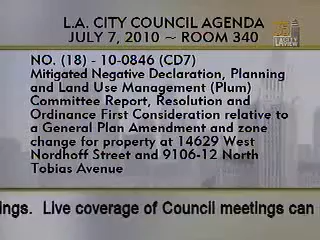 L.A. CITY COUNCIL AGENDA
JULY 7, 2010 ~ ROOM 340
NO. (18) - 10-0846 (CD7)
Mitigated Negative Declaration, Planning
and Land Use Management (Plum)
Committee Report, Resolution and
Ordinance First Consideration relative to
a General Plan Amendment and zone
change for property at 14629 West
Nordhoff Street and 9106-12 North
Tobias Avenue
ings. Live coverage of Council meetings can